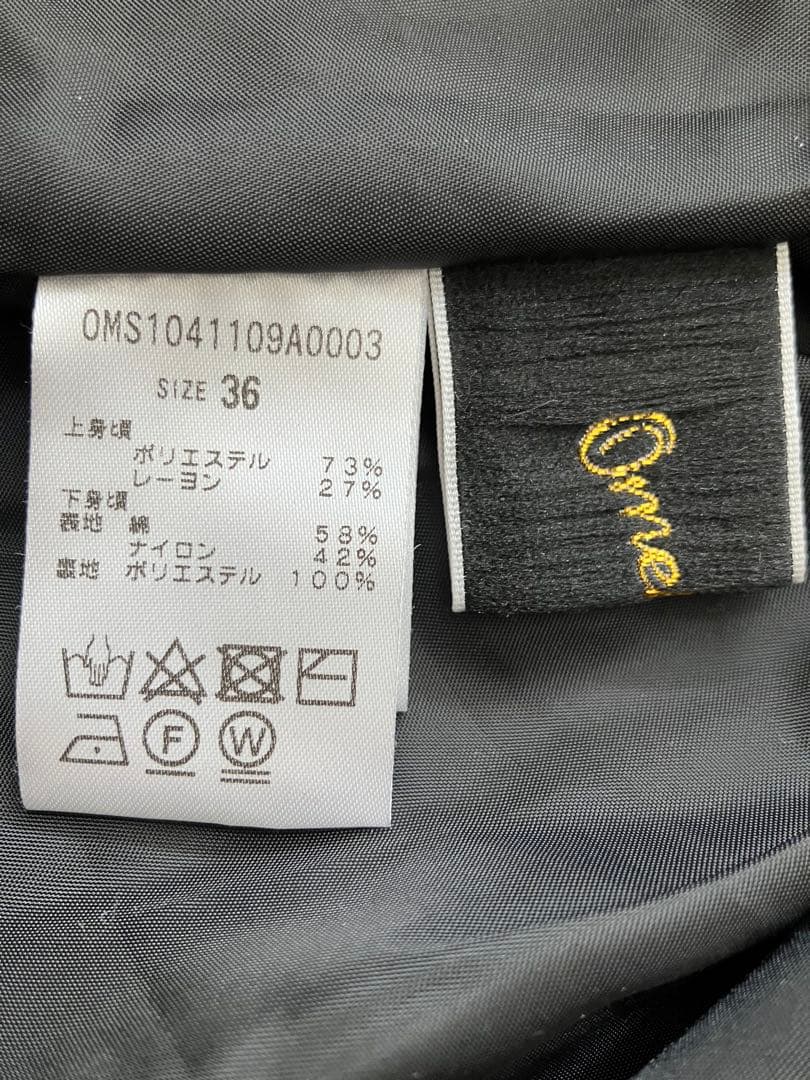 OMS1041109A0003
SIZE 36
上身頃
ポリエステル 73%
レーヨン 27%
下身頃
表地 綿 58%
ナイロン 42%
裏地 ポリエステル 100%
F W